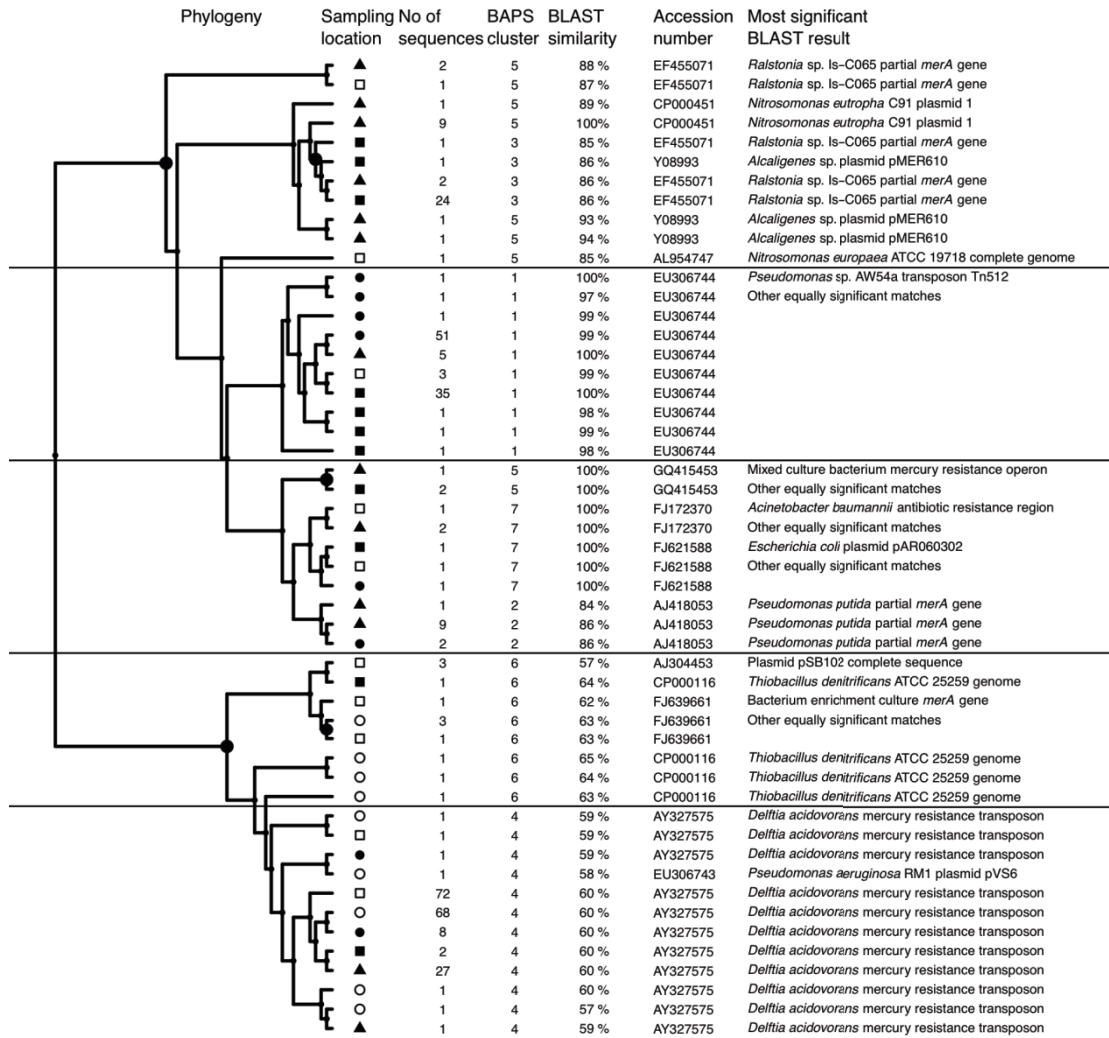 Phylogeny Sampling No of BAPS BLAST Accession Most significant
location sequences cluster similarity number BLAST result
▲ 2 5 88 % EF455071 Ralstonia sp. Is-C065 partial merA gene
□ 1 5 87 % EF455071 Ralstonia sp. Is-C065 partial merA gene
▲ 1 5 89 % CP000451 Nitrosomonas eutropha C91 plasmid 1
▲ 9 5 100% CP000451 Nitrosomonas eutropha C91 plasmid 1
■ 1 3 85 % EF455071 Ralstonia sp. Is-C065 partial merA gene
■ 1 3 86 % Y08993 Alcaligenes sp. plasmid pMER610
▲ 2 3 86 % EF455071 Ralstonia sp. Is-C065 partial merA gene
■ 24 3 86 % EF455071 Ralstonia sp. Is-C065 partial merA gene
▲ 1 5 93 % Y08993 Alcaligenes sp. plasmid pMER610
▲ 1 5 94 % Y08993 Alcaligenes sp. plasmid pMER610
□ 1 5 85 % AL954747 Nitrosomonas europaea ATCC 19718 complete genome
● 1 1 100% EU306744 Pseudomonas sp. AW54a transposon Tn512
● 1 1 97 % EU306744 Other equally significant matches
● 1 1 99 % EU306744
● 51 1 99 % EU306744
▲ 5 1 100% EU306744
□ 3 1 99 % EU306744
■ 35 1 100% EU306744
■ 1 1 98 % EU306744
■ 1 1 99 % EU306744
■ 1 1 98 % EU306744
▲ 1 5 100% GQ415453 Mixed culture bacterium mercury resistance operon
■ 2 5 100% GQ415453 Other equally significant matches
□ 1 7 100% FJ172370 Acinetobacter baumannii antibiotic resistance region
▲ 2 7 100% FJ172370 Other equally significant matches
■ 1 7 100% FJ621588 Escherichia coli plasmid pAR060302
□ 1 7 100% FJ621588 Other equally significant matches
● 1 7 100% FJ621588
▲ 1 2 84 % AJ418053 Pseudomonas putida partial merA gene
▲ 9 2 86 % AJ418053 Pseudomonas putida partial merA gene
● 2 2 86 % AJ418053 Pseudomonas putida partial merA gene
□ 3 6 57 % AJ304453 Plasmid pSB102 complete sequence
■ 1 6 64 % CP000116 Thiobacillus denitrificans ATCC 25259 genome
□ 1 6 62 % FJ639661 Bacterium enrichment culture merA gene
○ 3 6 63 % FJ639661 Other equally significant matches
□ 1 6 63 % FJ639661
○ 1 6 65 % CP000116 Thiobacillus denitrificans ATCC 25259 genome
○ 1 6 64 % CP000116 Thiobacillus denitrificans ATCC 25259 genome
○ 1 6 63 % CP000116 Thiobacillus denitrificans ATCC 25259 genome
○ 1 4 59 % AY327575 Delftia acidovorans mercury resistance transposon
□ 1 4 59 % AY327575 Delftia acidovorans mercury resistance transposon
● 1 4 59 % AY327575 Delftia acidovorans mercury resistance transposon
○ 1 4 58 % EU306743 Pseudomonas aeruginosa RM1 plasmid pVS6
□ 72 4 60 % AY327575 Delftia acidovorans mercury resistance transposon
○ 68 4 60 % AY327575 Delftia acidovorans mercury resistance transposon
● 8 4 60 % AY327575 Delftia acidovorans mercury resistance transposon
■ 2 4 60 % AY327575 Delftia acidovorans mercury resistance transposon
▲ 27 4 60 % AY327575 Delftia acidovorans mercury resistance transposon
○ 1 4 60 % AY327575 Delftia acidovorans mercury resistance transposon
○ 1 4 57 % AY327575 Delftia acidovorans mercury resistance transposon
▲ 1 4 59 % AY327575 Delftia acidovorans mercury resistance transposon